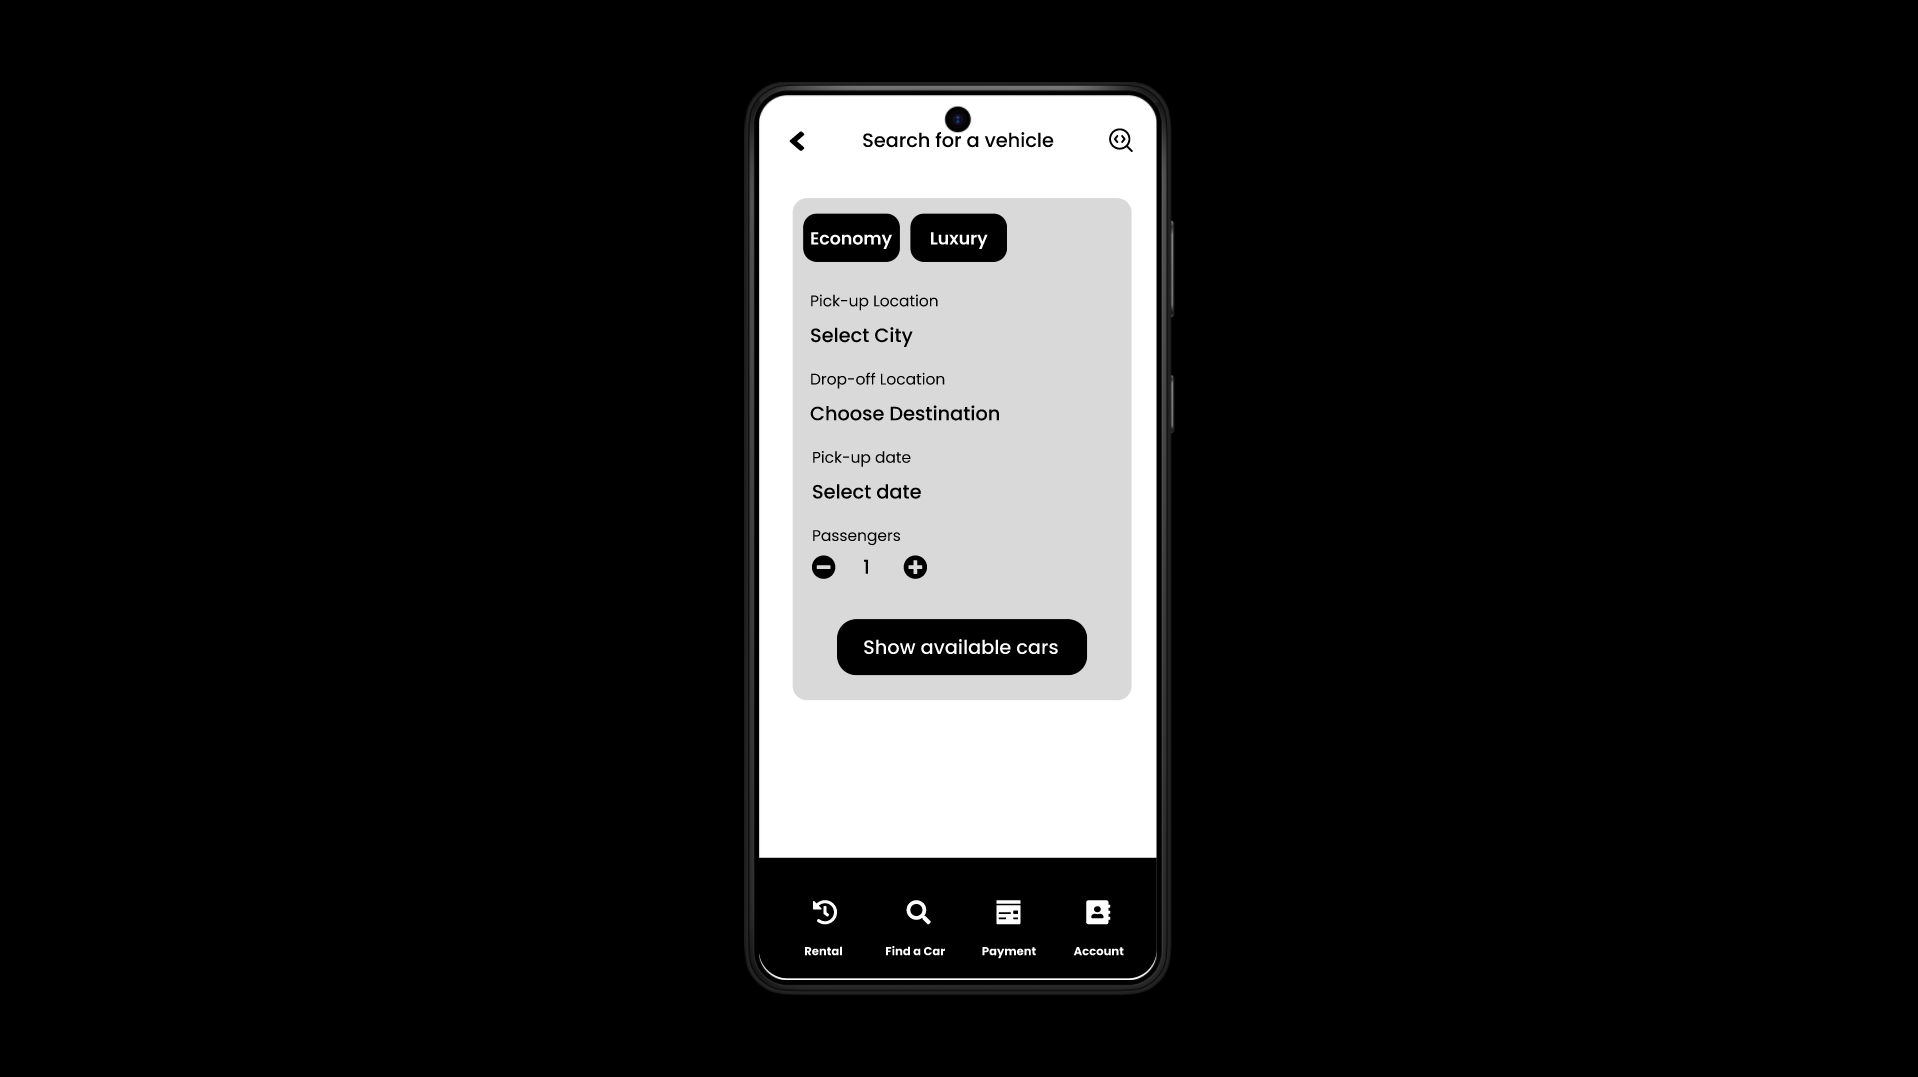 Search for a vehicle
Economy
Luxury
Pick-up Location
Select City
Drop-off Location
Choose Destination
Pick-up date
Select date
Passengers
1
Show available cars
Rental
Find a Car
Payment
Account